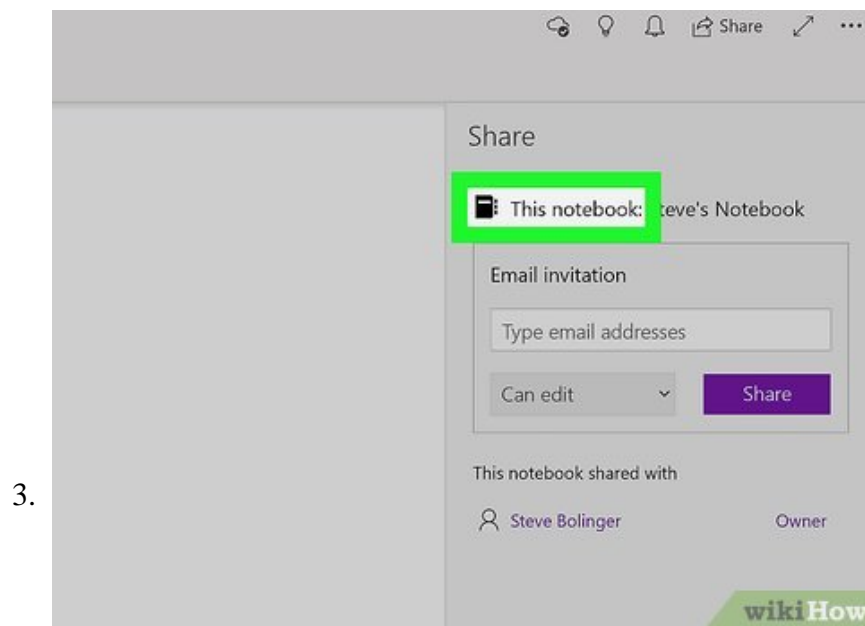 Share
Share
This notebook: teve's Notebook
Email invitation
Type email addresses
Can edit Share
This notebook shared with
3.
Steve Bolinger Owner
wikiHow